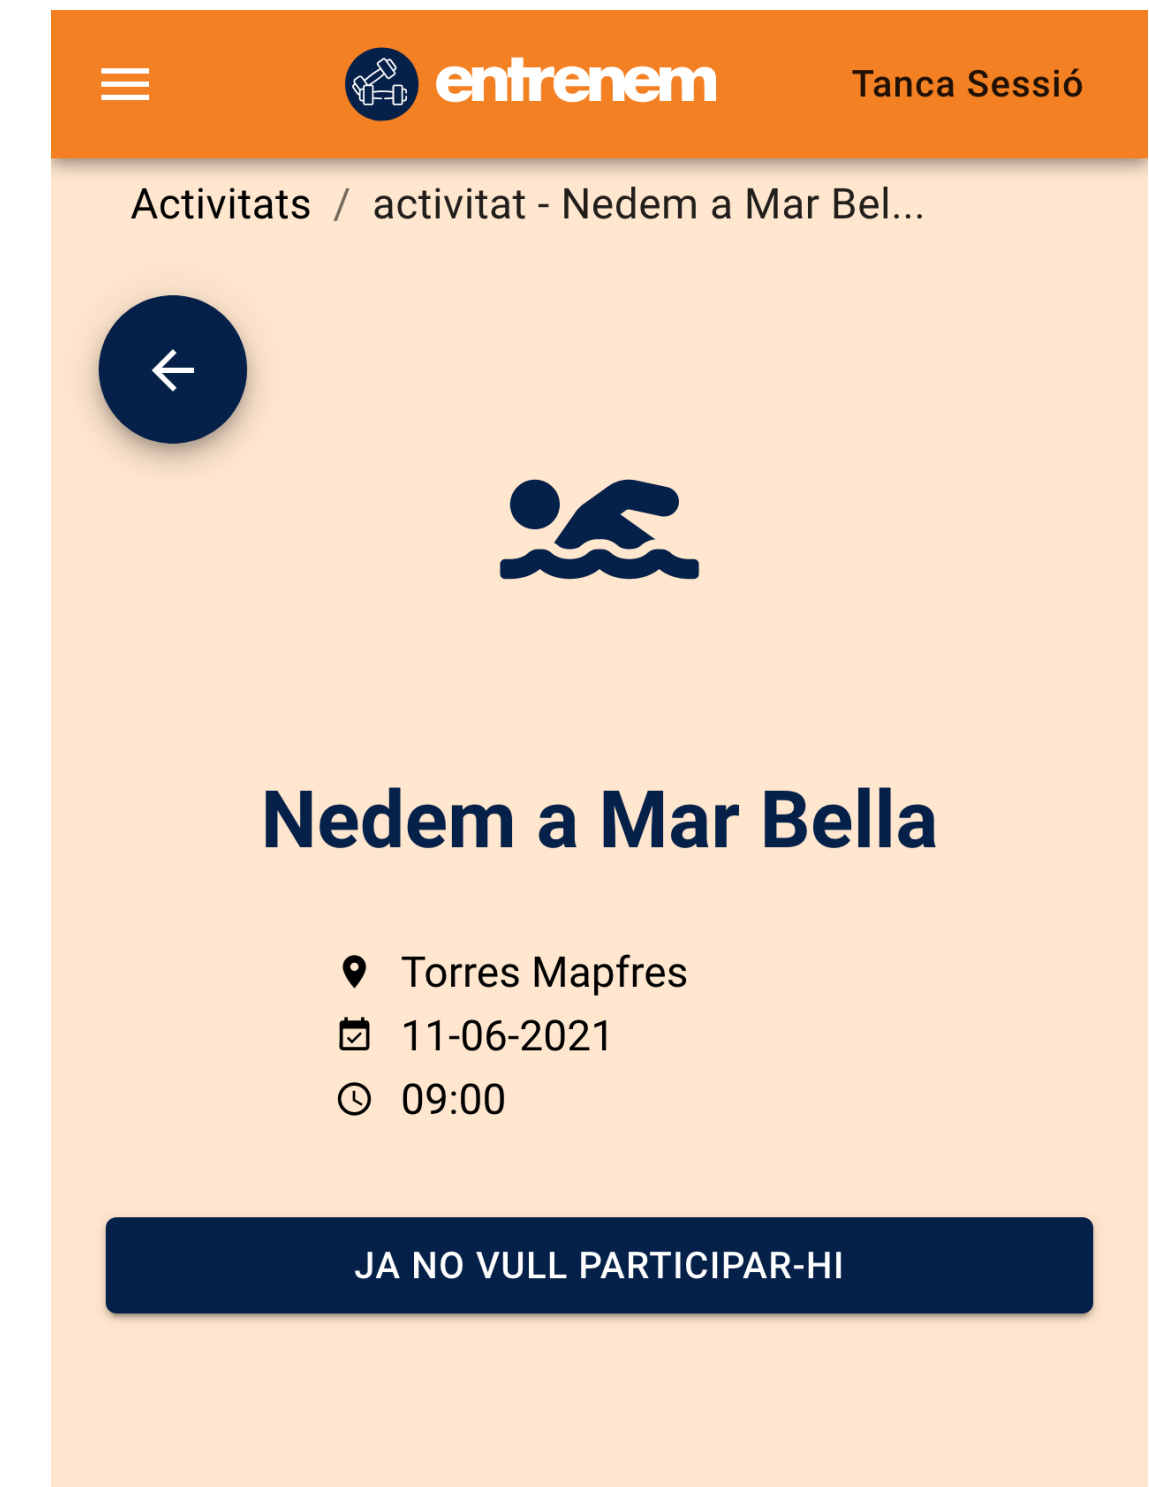 entrenem
Tanca Sessió
Activitats / activitat - Nedem a Mar Bel...
Nedem a Mar Bella
Torres Mapfres
11-06-2021
09:00
JA NO VULL PARTICIPAR-HI